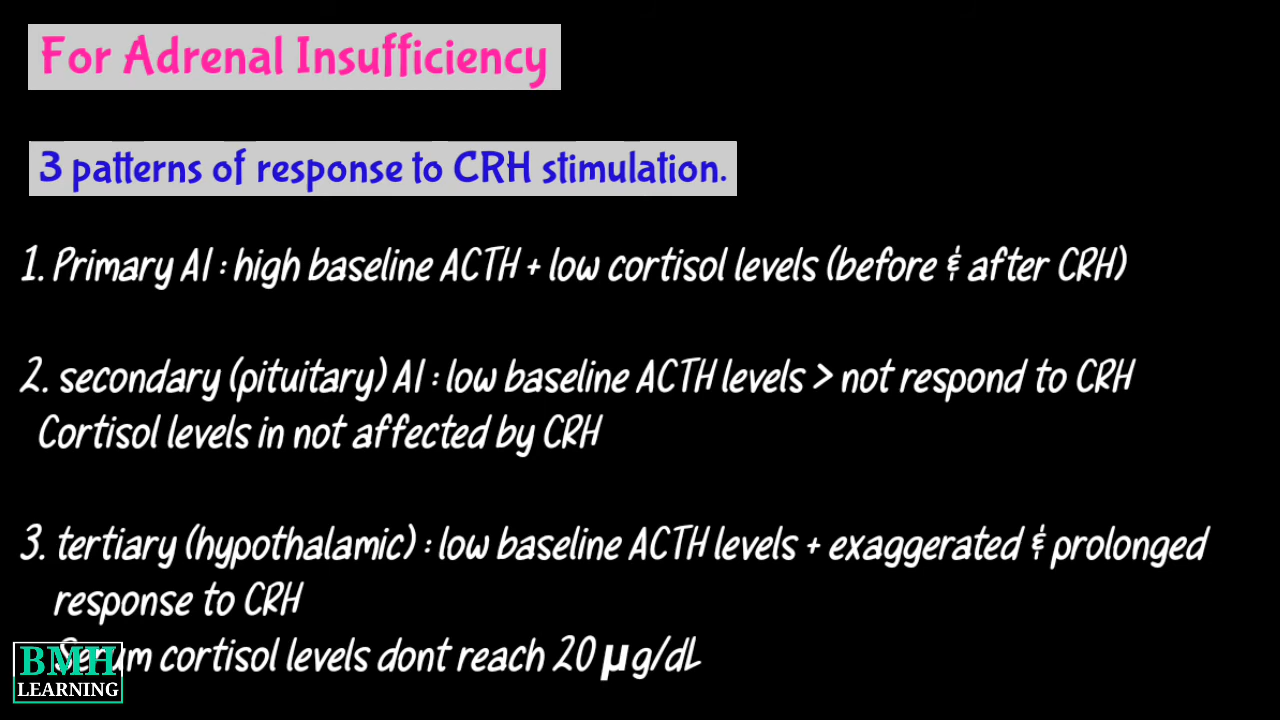 For Adrenal Insufficiency
3 patterns of response to CRH stimulation.
1. Primary AI : high baseline ACTH + low cortisol levels (before & after CRH)
2. secondary (pituitary) AI : low baseline ACTH levels > not respond to CRH
Cortisol levels in not affected by CRH
3. tertiary (hypothalamic) : low baseline ACTH levels + exaggerated & prolonged
response to CRH
Serum cortisol levels dont reach 20 µg/dL
BMH
LEARNING